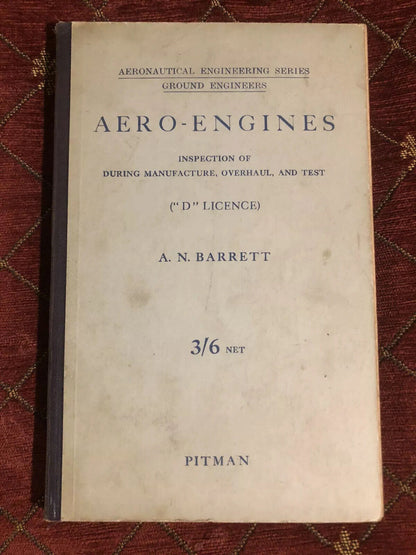 AERONAUTICAL ENGINEERING SERIES
GROUND ENGINEERS
AERO-ENGINES
INSPECTION OF
DURING MANUFACTURE, OVERHAUL, AND TEST
("D" LICENCE)
A. N. BARRETT
3/6 NET
PITMAN